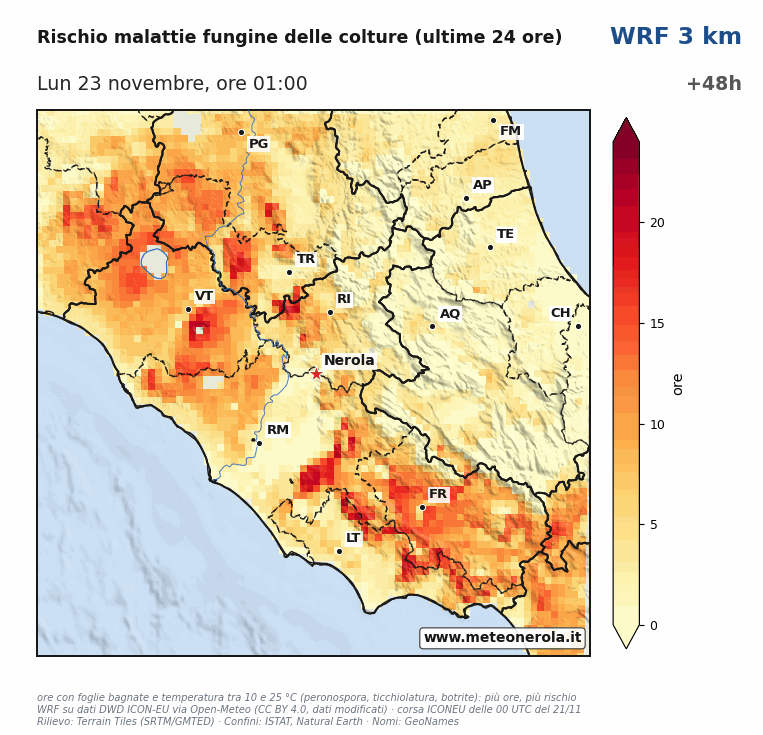 Rischio malattie fungine delle colture (ultime 24 ore)
WRF 3 km
Lun 23 novembre, ore 01:00
+48h
FM
PG
AP
TE
TR
VT
RI
AQ
CH
Nerola
RM
FR
LT
20
15
10
5
0
ore
www.meteonerola.it
ore con foglie bagnate e temperatura tra 10 e 25 °C (peronospora, ticchiolatura, botrite): più ore, più rischio
WRF su dati DWD ICON-EU via Open-Meteo (CC BY 4.0, dati modificati) · corsa ICONEU delle 00 UTC del 21/11
Rilievo: Terrain Tiles (SRTM/GMTED) · Confini: ISTAT, Natural Earth · Nomi: GeoNames